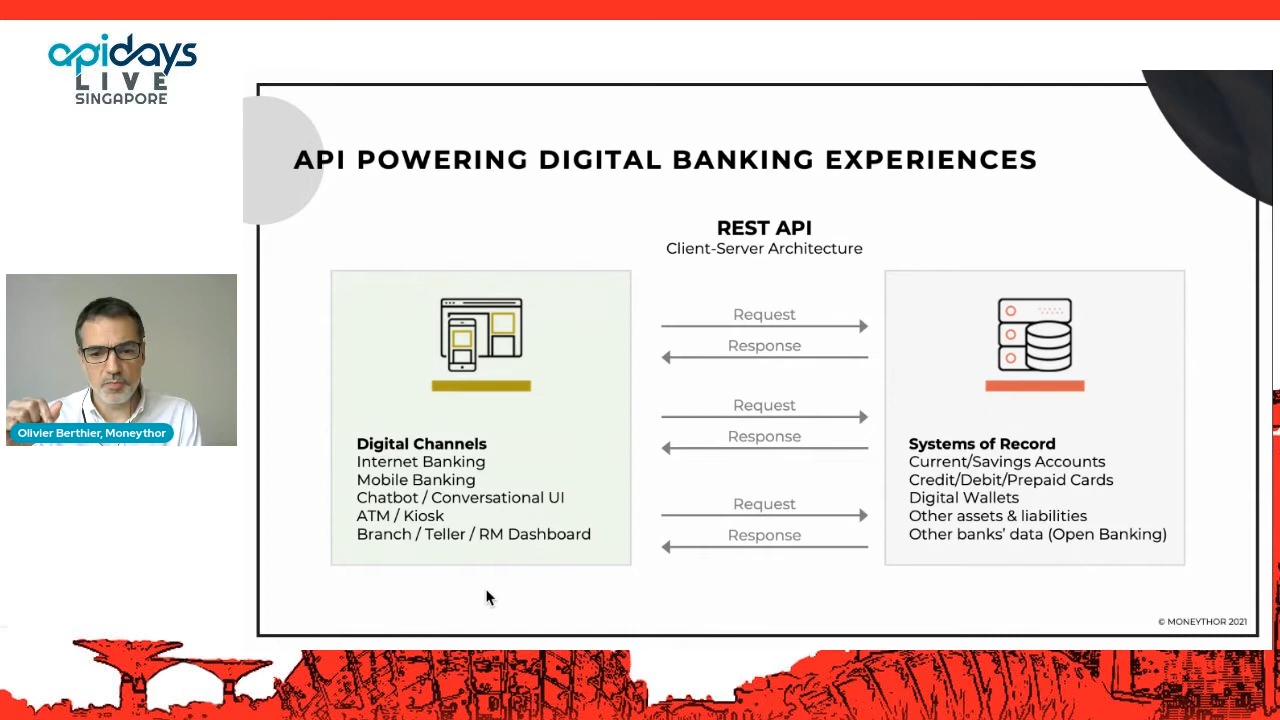 apidays
LIVE
SINGAPORE
API POWERING DIGITAL BANKING EXPERIENCES
REST API
Client-Server Architecture
Request
Response
Request
Response
Request
Response
Digital Channels
Internet Banking
Mobile Banking
Chatbot / Conversational UI
ATM / Kiosk
Branch / Teller / RM Dashboard
Systems of Record
Current/Savings Accounts
Credit/Debit/Prepaid Cards
Digital Wallets
Other assets & liabilities
Other banks' data (Open Banking)
Olivier Berthier, Moneythor
© MONEYTHOR 2021